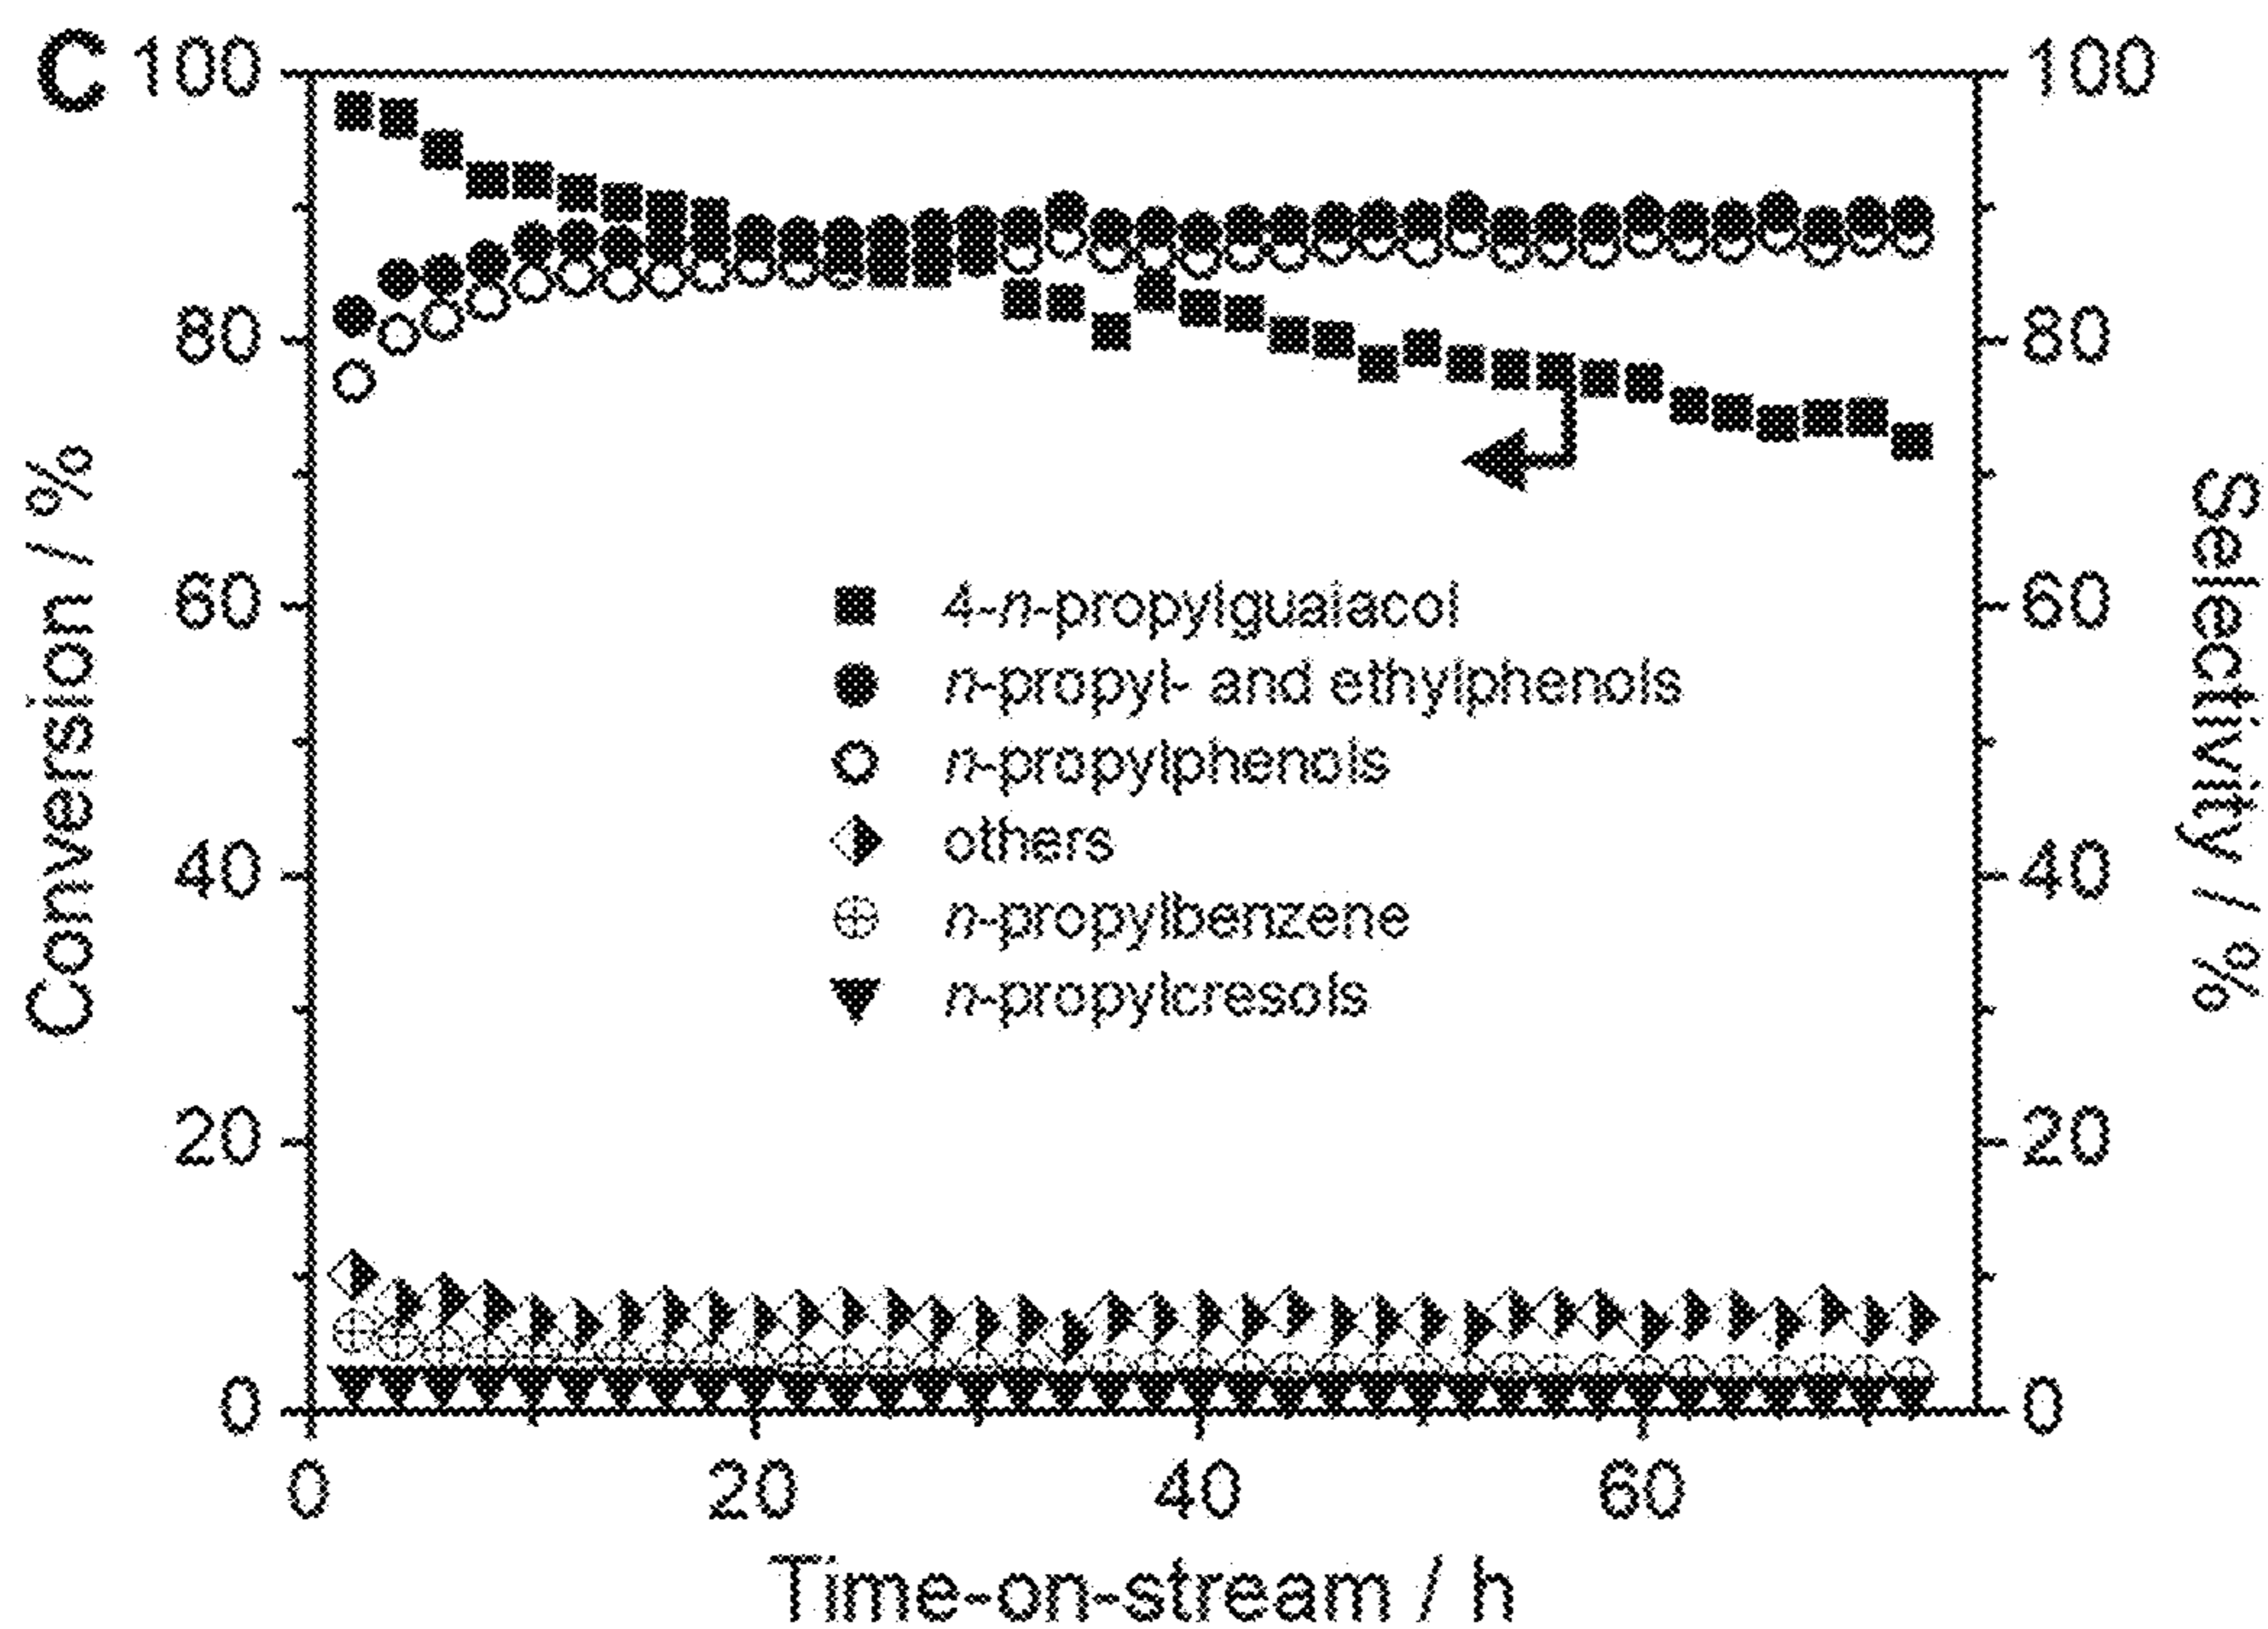 C
100
80
60
40
20
0
Conversion / %
4-n-propylguaiacol
n-propyl- and ethylphenols
n-propylphenols
others
n-propylbenzene
n-propylcresols
100
80
60
40
20
0
Selectivity / %
0 20 40 60
Time-on-stream / h